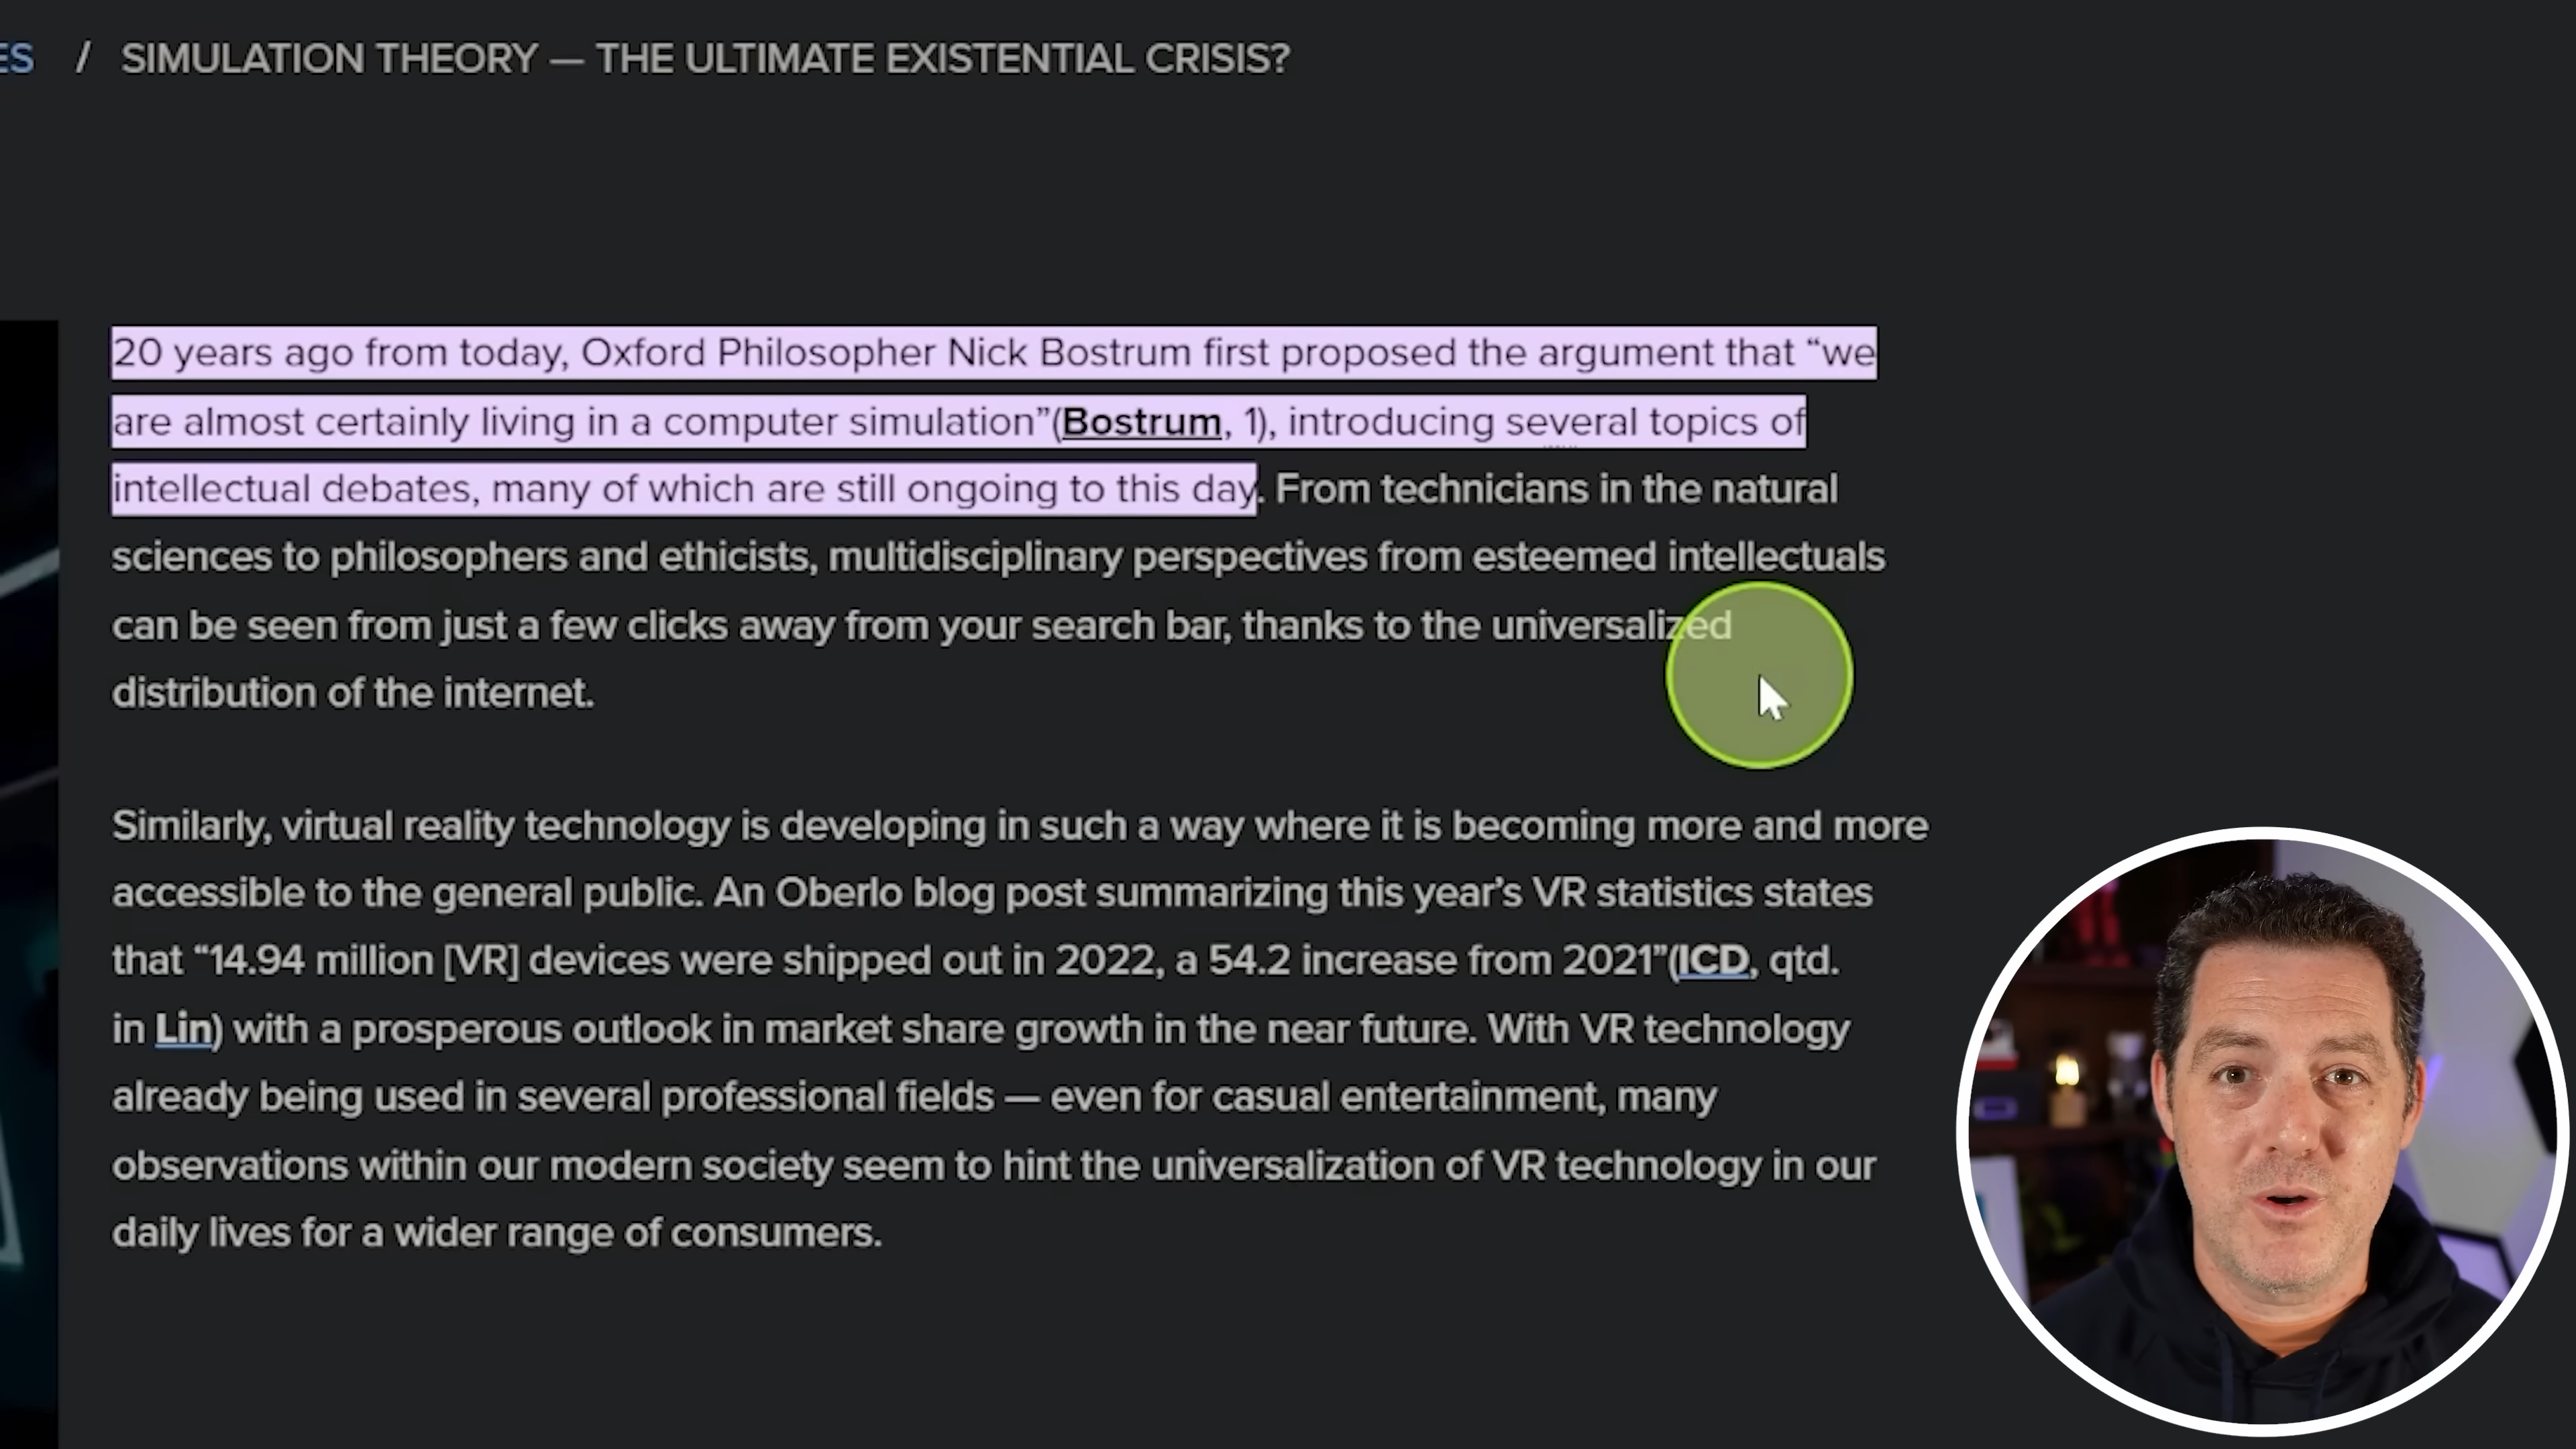 ES / SIMULATION THEORY — THE ULTIMATE EXISTENTIAL CRISIS?
20 years ago from today, Oxford Philosopher Nick Bostrum first proposed the argument that “we
are almost certainly living in a computer simulation”(Bostrum, 1), introducing several topics of
intellectual debates, many of which are still ongoing to this day. From technicians in the natural
sciences to philosophers and ethicists, multidisciplinary perspectives from esteemed intellectuals
can be seen from just a few clicks away from your search bar, thanks to the universalized
distribution of the internet.
Similarly, virtual reality technology is developing in such a way where it is becoming more and more
accessible to the general public. An Oberlo blog post summarizing this year’s VR statistics states
that “14.94 million [VR] devices were shipped out in 2022, a 54.2 increase from 2021”(ICD, qtd.
in Lin) with a prosperous outlook in market share growth in the near future. With VR technology
already being used in several professional fields — even for casual entertainment, many
observations within our modern society seem to hint the universalization of VR technology in our
daily lives for a wider range of consumers.